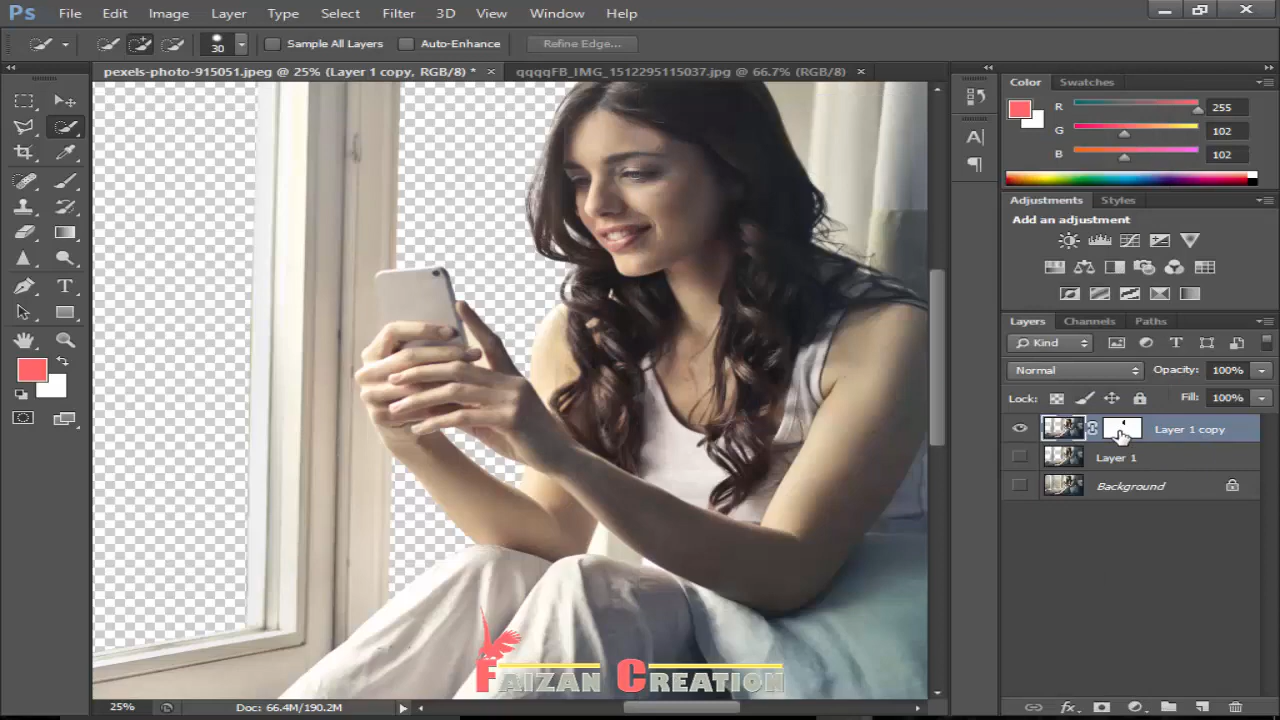 Ps File Edit Image Layer Type Select Filter 3D View Window Help
30 Sample All Layers Auto-Enhance Refine Edge...
pexels-photo-915051.jpeg @ 25% (Layer 1 copy, RGB/8) * × qqqqFB_IMG_1512295115037.jpg @ 66.7% (RGB/8) ×
Color Swatches
R 255
G 102
B 102
Adjustments Styles
Add an adjustment
Layers Channels Paths
Kind
Normal Opacity: 100%
Lock: Fill: 100%
Layer 1 copy
Layer 1
Background
FAIZAN CREATION
25% Doc: 66.4M/190.2M